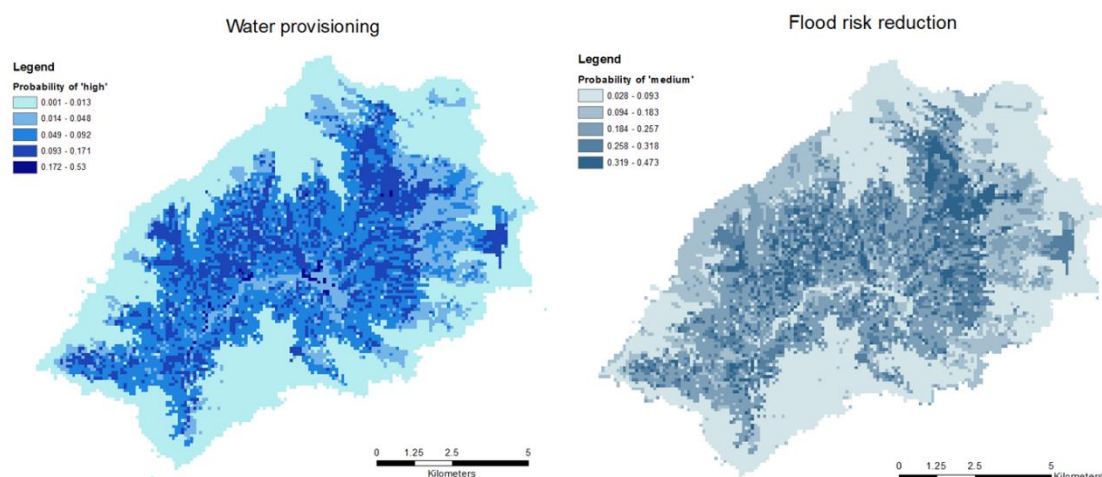 Water provisioning
Legend
Probability of 'high'
0.001 - 0.013
0.014 - 0.048
0.049 - 0.092
0.093 - 0.171
0.172 - 0.53
0 1.25 2.5 5
Kilometers
Flood risk reduction
Legend
Probability of 'medium'
0.028 - 0.093
0.094 - 0.183
0.184 - 0.257
0.258 - 0.318
0.319 - 0.473
0 1.25 2.5 5
Kilometers